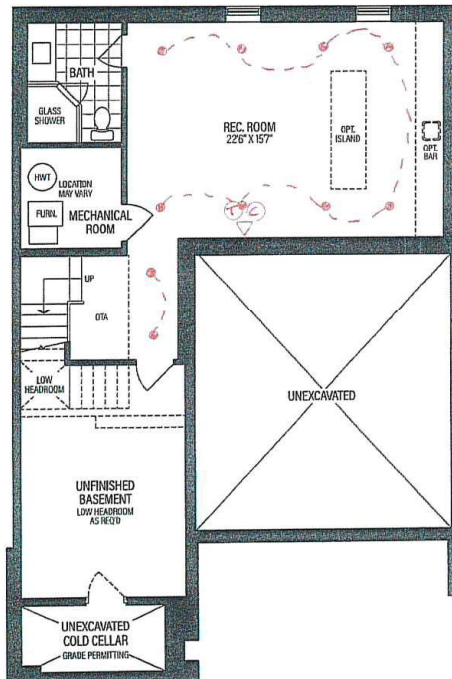 BATH
GLASS
SHOWER
REC. ROOM
22'6" X 15'7"
OPT.
ISLAND
OPT.
BAR
HWT
LOCATION
MAY VARY
FURN.
MECHANICAL
ROOM
T C
UP
OTA
LOW
HEADROOM
UNEXCAVATED
UNFINISHED
BASEMENT
LOW HEADROOM
AS REQ'D
UNEXCAVATED
COLD CELLAR
GRADE PERMITTING